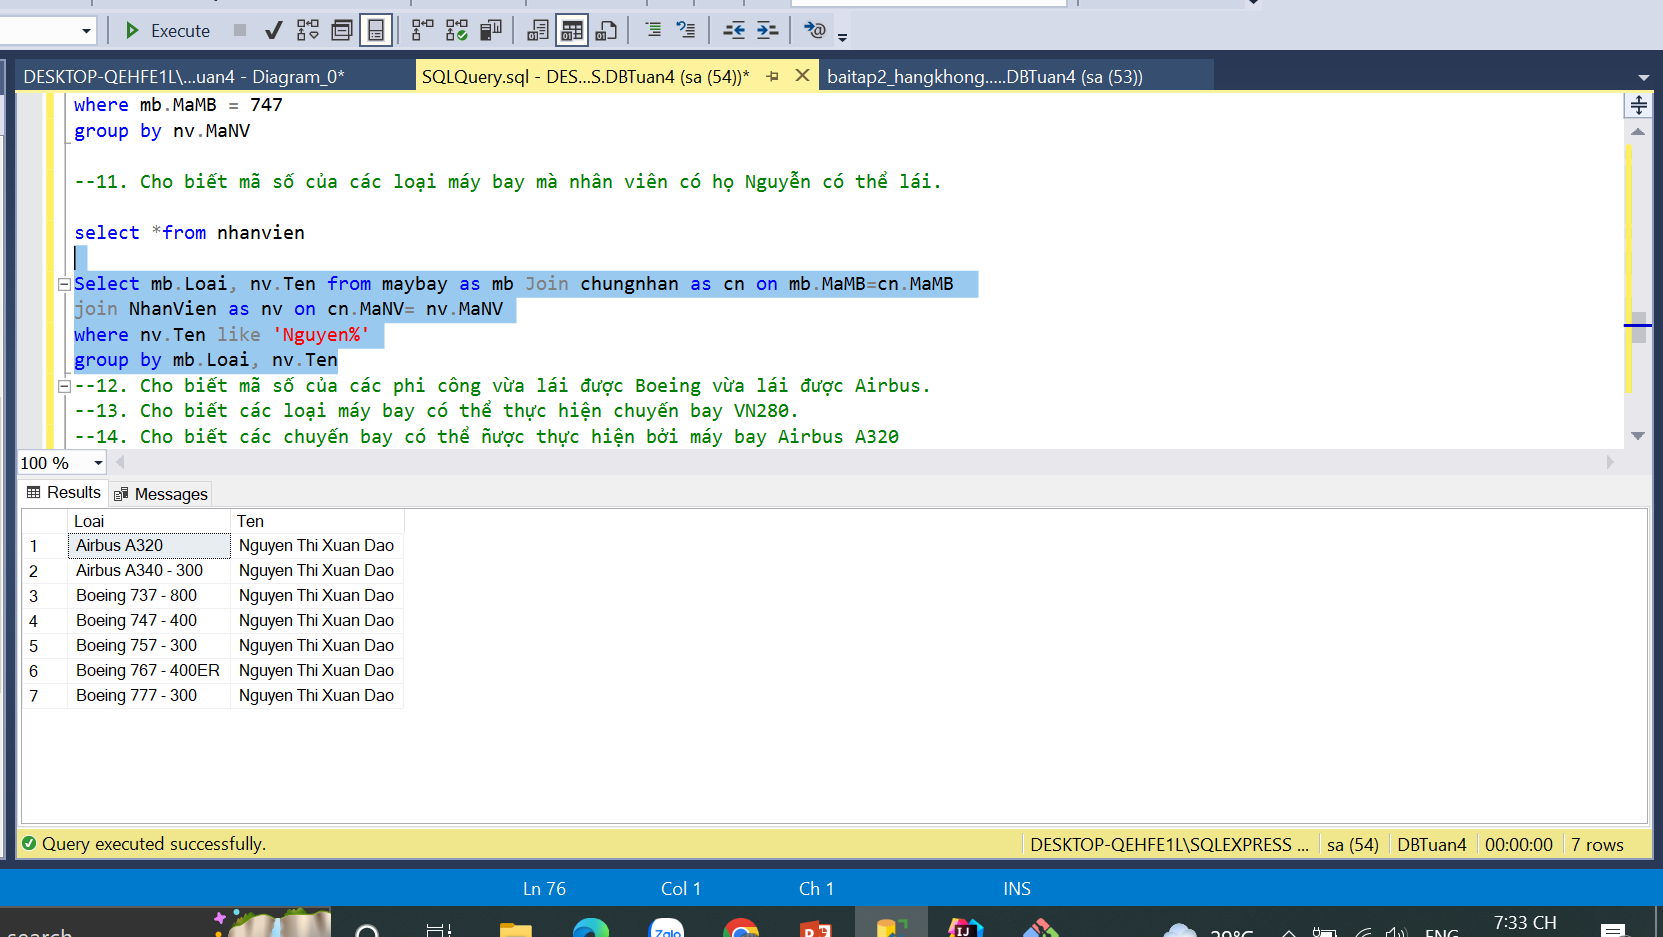 Execute
DESKTOP-QEHFE1L\...uan4 - Diagram_0*
SQLQuery.sql - DES...S.DBTuan4 (sa (54))*
baitap2_hangkhong.....DBTuan4 (sa (53))
where mb.MaMB = 747
group by nv.MaNV
--11. Cho biết mã số của các loại máy bay mà nhân viên có họ Nguyễn có thể lái.
select *from nhanvien
Select mb.Loai, nv.Ten from maybay as mb Join chungnhan as cn on mb.MaMB=cn.MaMB
join NhanVien as nv on cn.MaNV= nv.MaNV
where nv.Ten like 'Nguyen%'
group by mb.Loai, nv.Ten
--12. Cho biết mã số của các phi công vừa lái được Boeing vừa lái được Airbus.
--13. Cho biết các loại máy bay có thể thực hiện chuyến bay VN280.
--14. Cho biết các chuyến bay có thể ñược thực hiện bởi máy bay Airbus A320
100 %
Results Messages
Loai Ten
1 Airbus A320 Nguyen Thi Xuan Dao
2 Airbus A340 - 300 Nguyen Thi Xuan Dao
3 Boeing 737 - 800 Nguyen Thi Xuan Dao
4 Boeing 747 - 400 Nguyen Thi Xuan Dao
5 Boeing 757 - 300 Nguyen Thi Xuan Dao
6 Boeing 767 - 400ER Nguyen Thi Xuan Dao
7 Boeing 777 - 300 Nguyen Thi Xuan Dao
Query executed successfully.
DESKTOP-QEHFE1L\SQLEXPRESS ... sa (54) DBTuan4 00:00:00 7 rows
Ln 76 Col 1 Ch 1 INS
search
Zalo
IJ
ENG
7:33 CH